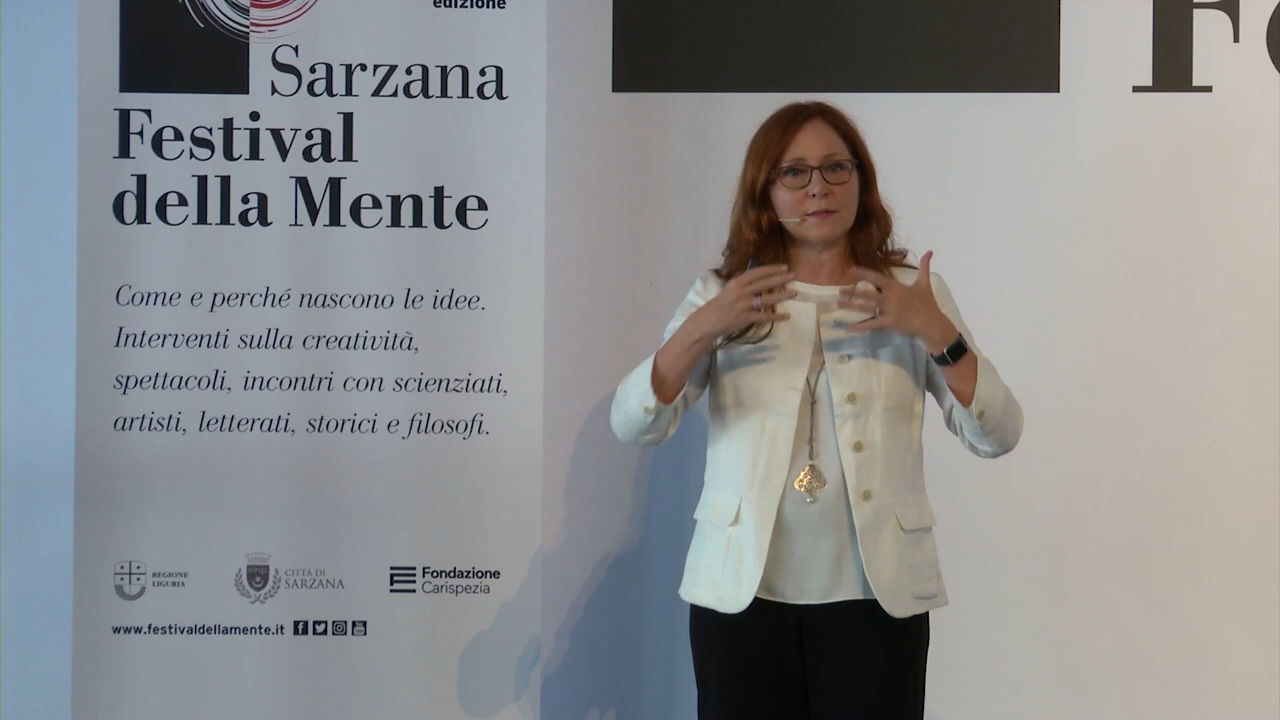 edizione
Sarzana
Festival
della Mente
Come e perché nascono le idee.
Interventi sulla creatività,
spettacoli, incontri con scienziati,
artisti, letterati, storici e filosofi.
REGIONE
LIGURIA
CITTÀ DI
SARZANA
Fondazione
Carispezia
www.festivaldellamente.it
Fe